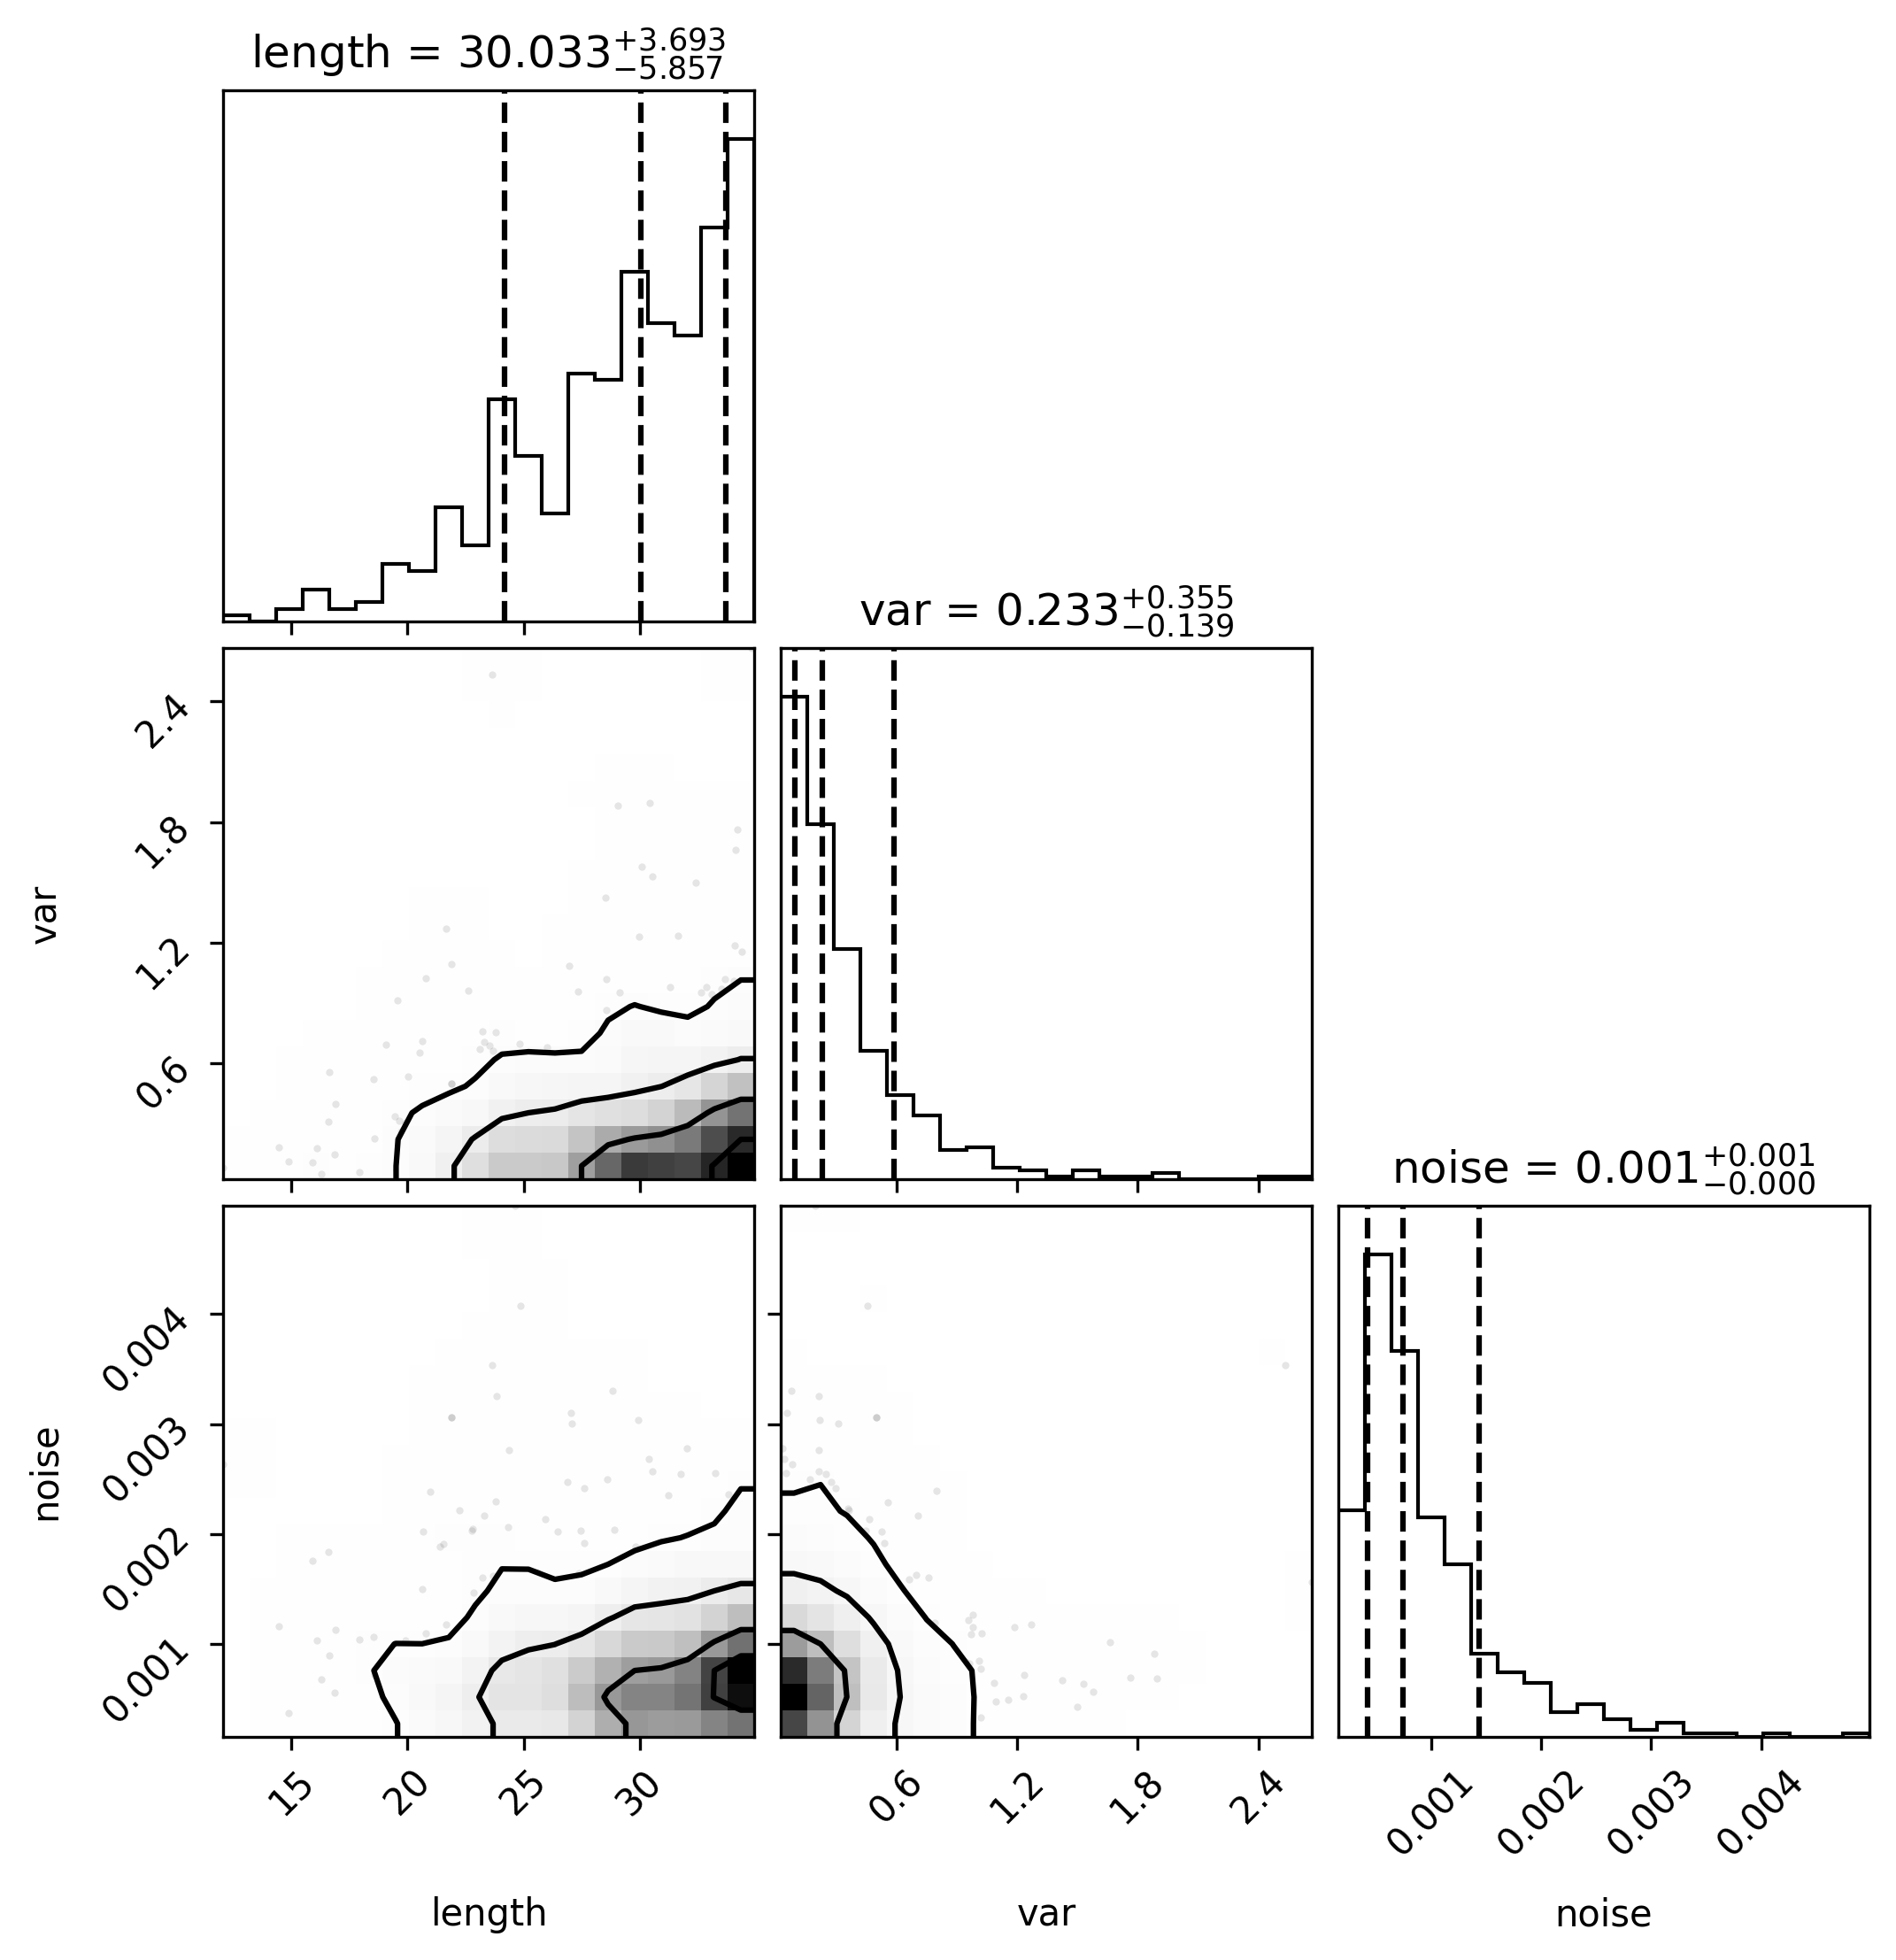 length = 30.033 +3.693 −5.857
var = 0.233 +0.355 −0.139
2.4
1.8
1.2
0.6
var
noise = 0.001 +0.001 −0.000
0.004
0.003
0.002
0.001
noise
15 20 25 30
0.6 1.2 1.8 2.4
0.001 0.002 0.003 0.004
length
var
noise